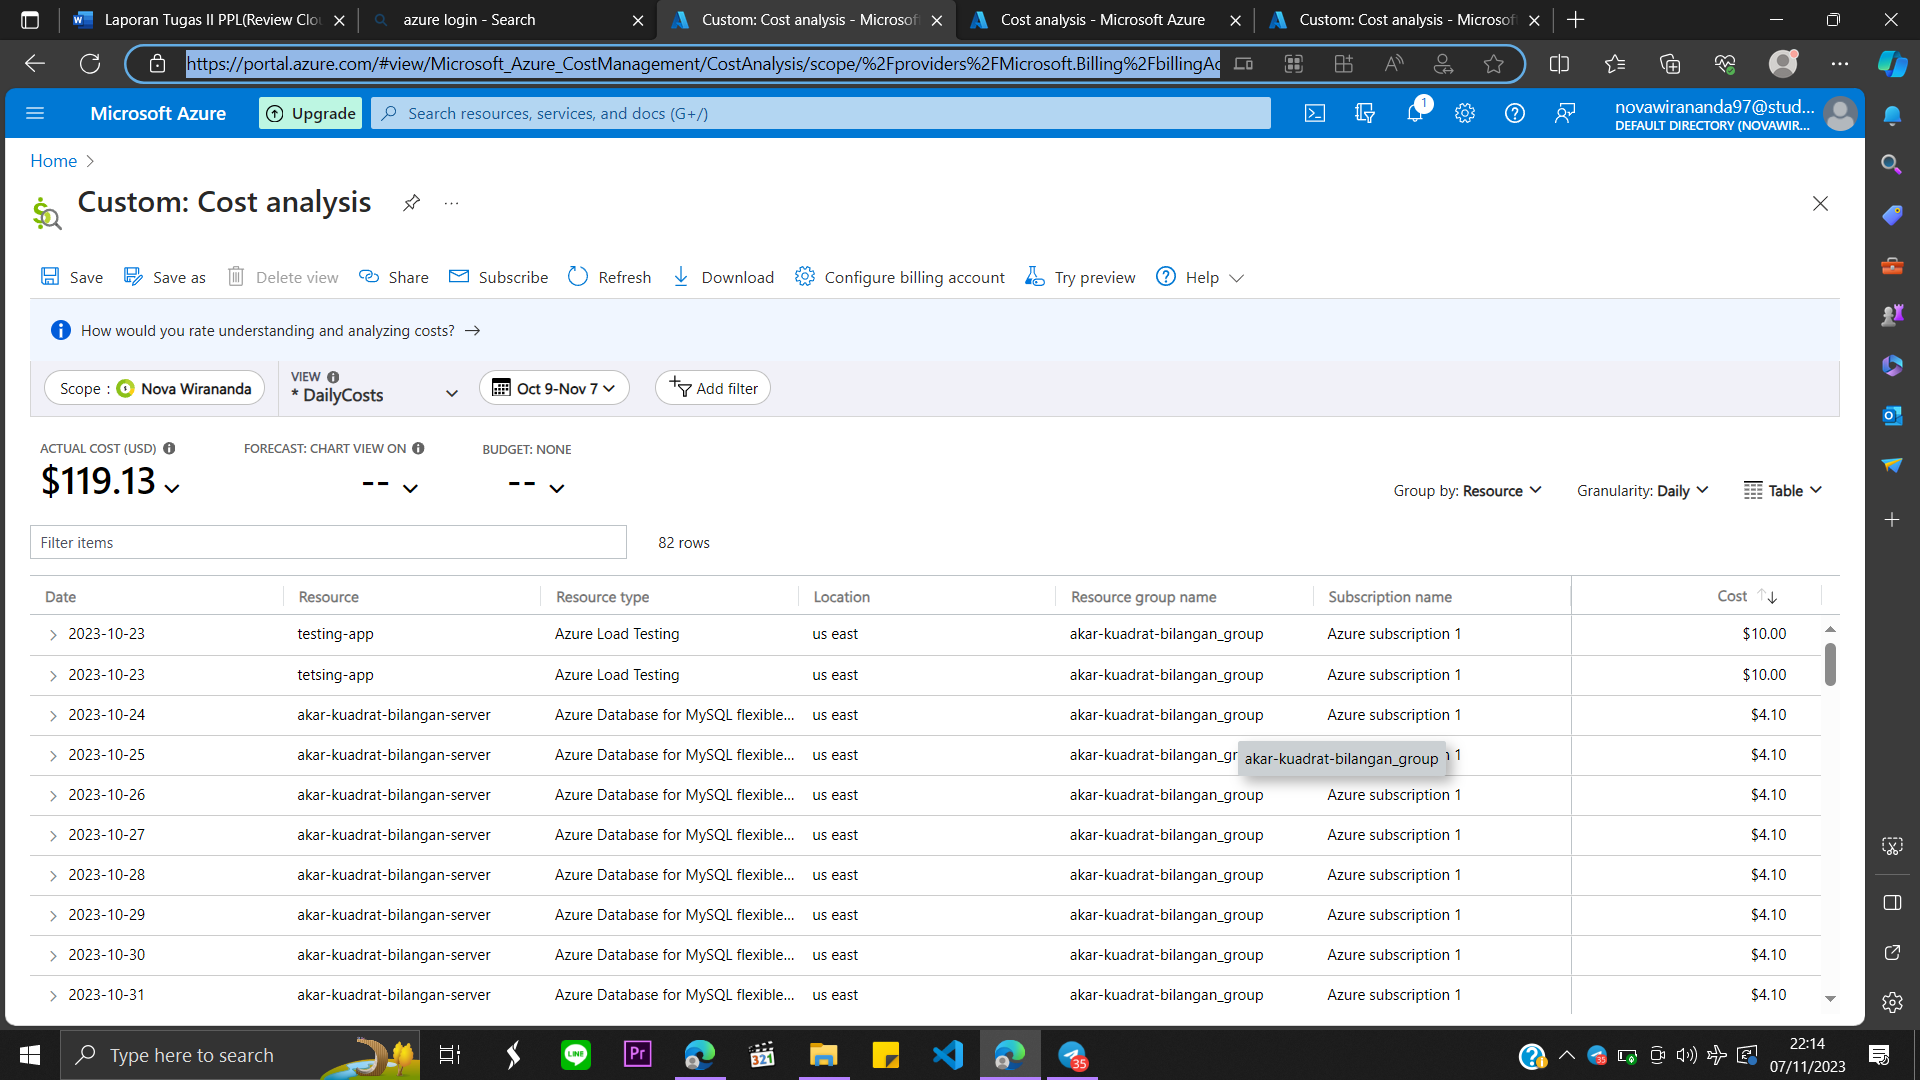 Laporan Tugas II PPL(Review Clou
azure login - Search
Custom: Cost analysis - Microsoft
Cost analysis - Microsoft Azure
Custom: Cost analysis - Microsoft
https://portal.azure.com/#view/Microsoft_Azure_CostManagement/CostAnalysis/scope/%2Fproviders%2FMicrosoft.Billing%2FbillingAc
Microsoft Azure
Upgrade
Search resources, services, and docs (G+/)
1
novawirananda97@stud...
DEFAULT DIRECTORY (NOVAWIR...
Home
Custom: Cost analysis
Save
Save as
Delete view
Share
Subscribe
Refresh
Download
Configure billing account
Try preview
Help
How would you rate understanding and analyzing costs?
Scope : Nova Wirananda
VIEW
* DailyCosts
Oct 9-Nov 7
Add filter
ACTUAL COST (USD)
FORECAST: CHART VIEW ON
BUDGET: NONE
$119.13
--
--
Group by: Resource
Granularity: Daily
Table
Filter items
82 rows
Date Resource Resource type Location Resource group name Subscription name Cost
2023-10-23 testing-app Azure Load Testing us east akar-kuadrat-bilangan_group Azure subscription 1 $10.00
2023-10-23 tetsing-app Azure Load Testing us east akar-kuadrat-bilangan_group Azure subscription 1 $10.00
2023-10-24 akar-kuadrat-bilangan-server Azure Database for MySQL flexible... us east akar-kuadrat-bilangan_group Azure subscription 1 $4.10
2023-10-25 akar-kuadrat-bilangan-server Azure Database for MySQL flexible... us east akar-kuadrat-bilangan_gr 1 $4.10
akar-kuadrat-bilangan_group
2023-10-26 akar-kuadrat-bilangan-server Azure Database for MySQL flexible... us east akar-kuadrat-bilangan_group Azure subscription 1 $4.10
2023-10-27 akar-kuadrat-bilangan-server Azure Database for MySQL flexible... us east akar-kuadrat-bilangan_group Azure subscription 1 $4.10
2023-10-28 akar-kuadrat-bilangan-server Azure Database for MySQL flexible... us east akar-kuadrat-bilangan_group Azure subscription 1 $4.10
2023-10-29 akar-kuadrat-bilangan-server Azure Database for MySQL flexible... us east akar-kuadrat-bilangan_group Azure subscription 1 $4.10
2023-10-30 akar-kuadrat-bilangan-server Azure Database for MySQL flexible... us east akar-kuadrat-bilangan_group Azure subscription 1 $4.10
2023-10-31 akar-kuadrat-bilangan-server Azure Database for MySQL flexible... us east akar-kuadrat-bilangan_group Azure subscription 1 $4.10
Type here to search
LINE
Pr
321
35
35
22:14
07/11/2023